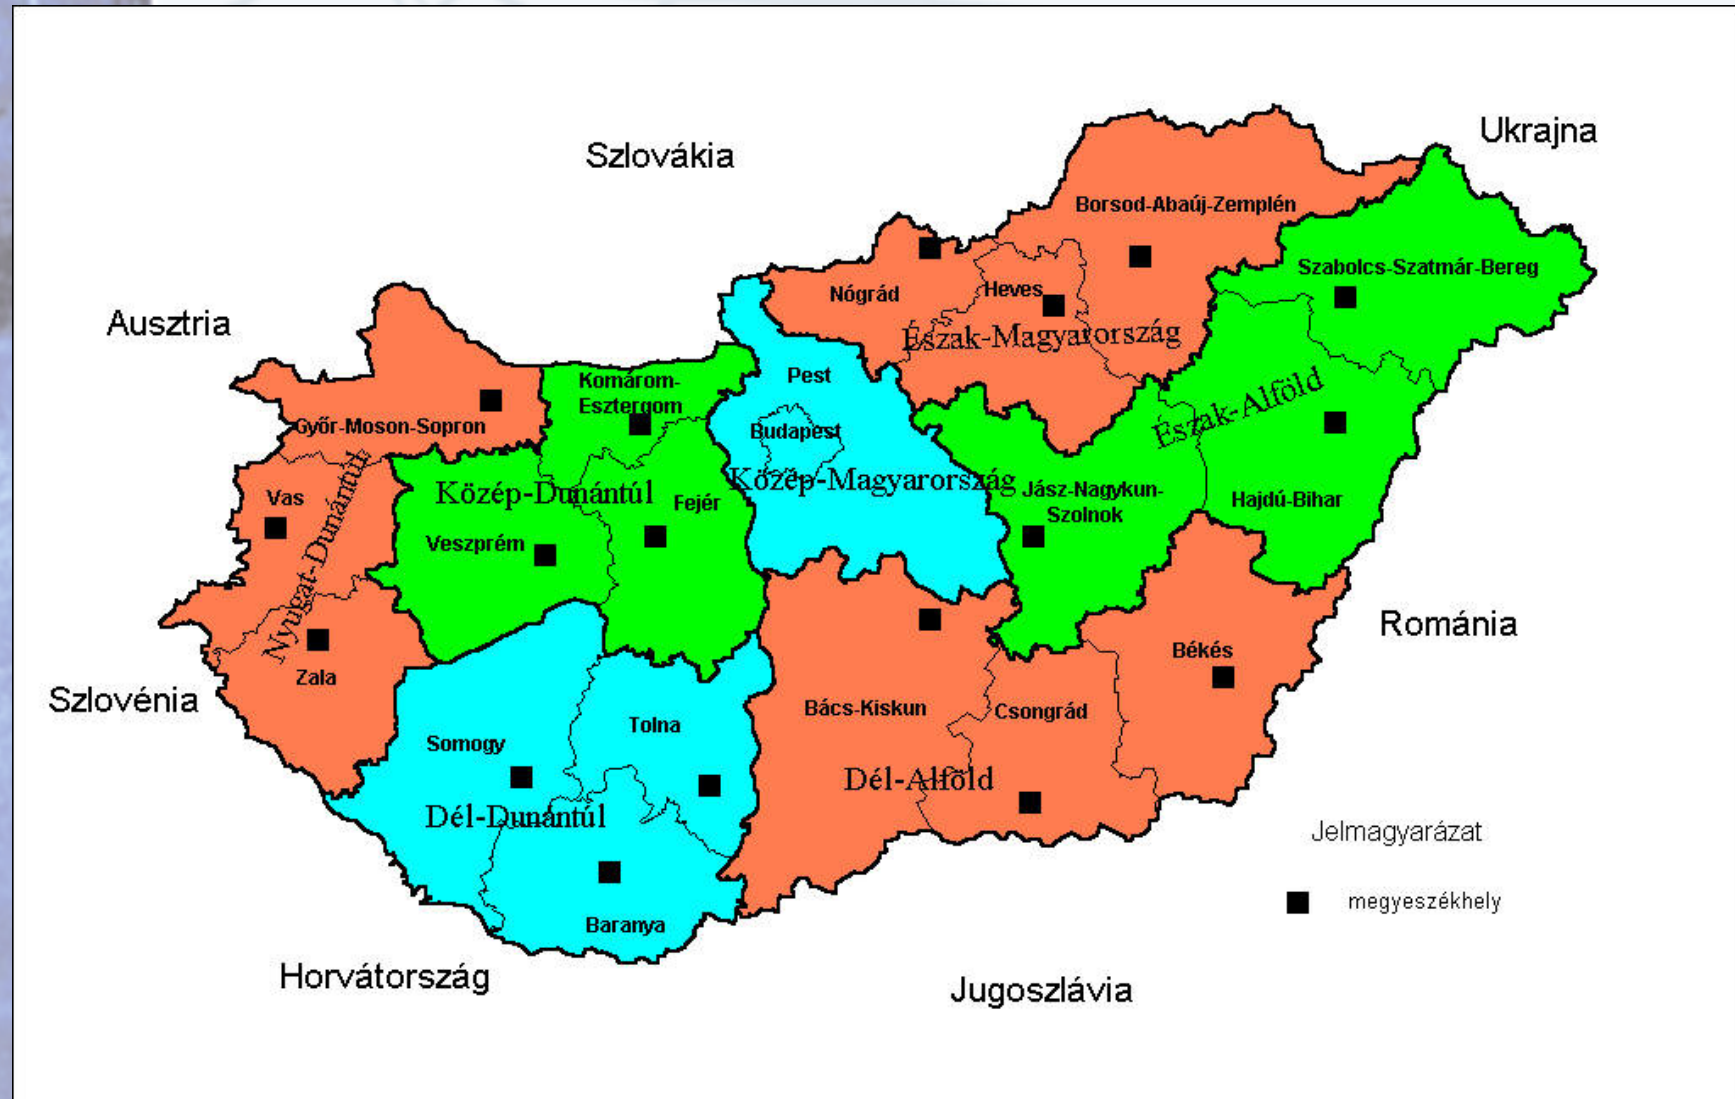 Szlovákia
Ukrajna
Ausztria
Borsod-Abaúj-Zemplén
Szabolcs-Szatmár-Bereg
Nógrád
Heves
Észak-Magyarország
Pest
Komárom-
Esztergom
Győr-Moson-Sopron
Budapest
Észak-Alföld
Közép-Magyarország
Közép-Dunántúl
Fejér
Vas
Jász-Nagykun-
Szolnok
Hajdú-Bihar
Veszprém
Nyugat-Dunántúl
Románia
Békés
Zala
Szlovénia
Bács-Kiskun
Csongrád
Tolna
Somogy
Dél-Alföld
Dél-Dunántúl
Jelmagyarázat
megyeszékhely
Baranya
Horvátország
Jugoszlávia